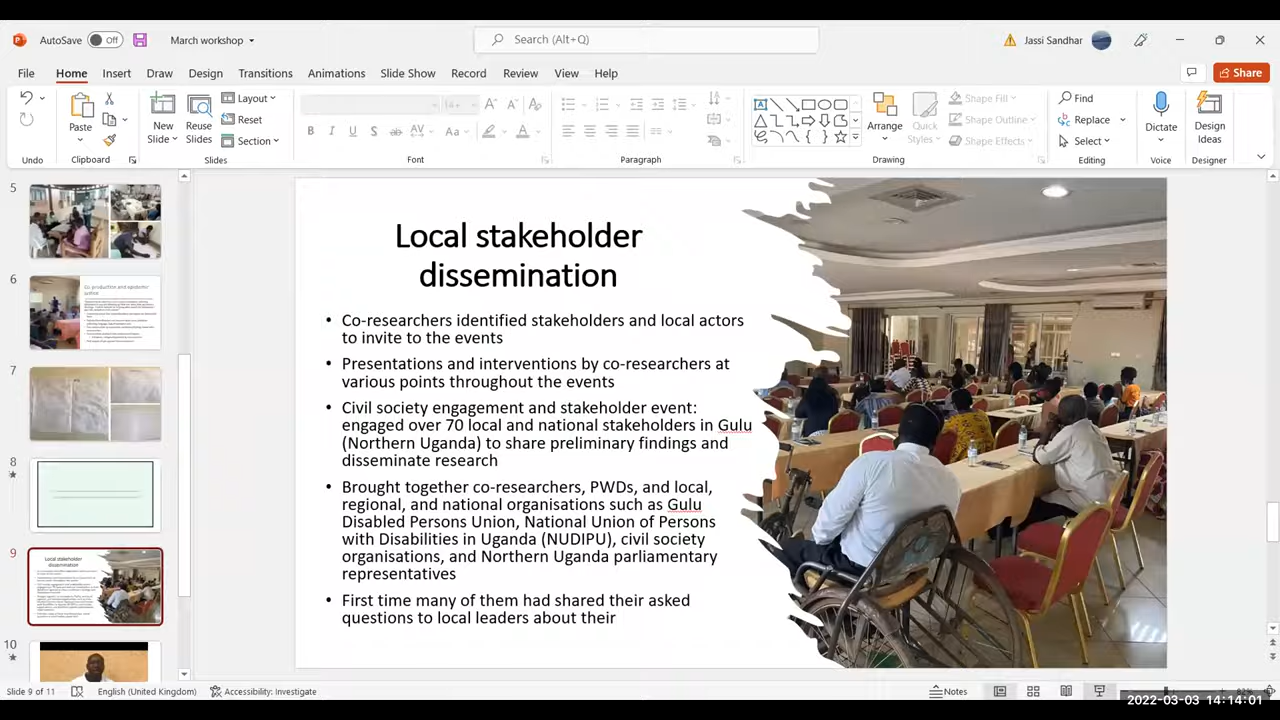 AutoSave Off March workshop Search (Alt+Q) Jassi Sandhar
File Home Insert Draw Design Transitions Animations Slide Show Record Review View Help Share
Paste New Slide Reuse Slides Layout Reset Section
B I U S ab AV Aa A
Arrange Quick Styles Shape Fill Shape Outline Shape Effects
Find Replace Select Dictate Design Ideas
Undo Clipboard Slides Font Paragraph Drawing Editing Voice Designer
5
6
7
8
9
10
Local stakeholder
dissemination
• Co-researchers identified stakeholders and local actors
to invite to the events
• Presentations and interventions by co-researchers at
various points throughout the events
• Civil society engagement and stakeholder event:
engaged over 70 local and national stakeholders in Gulu
(Northern Uganda) to share preliminary findings and
disseminate research
• Brought together co-researchers, PWDs, and local,
regional, and national organisations such as Gulu
Disabled Persons Union, National Union of Persons
with Disabilities in Uganda (NUDIPU), civil society
organisations, and Northern Uganda parliamentary
representatives
• First time many of them had shared their asked
questions to local leaders about their
Slide 9 of 11 English (United Kingdom) Accessibility: Investigate Notes
2022-03-03 14:14:01